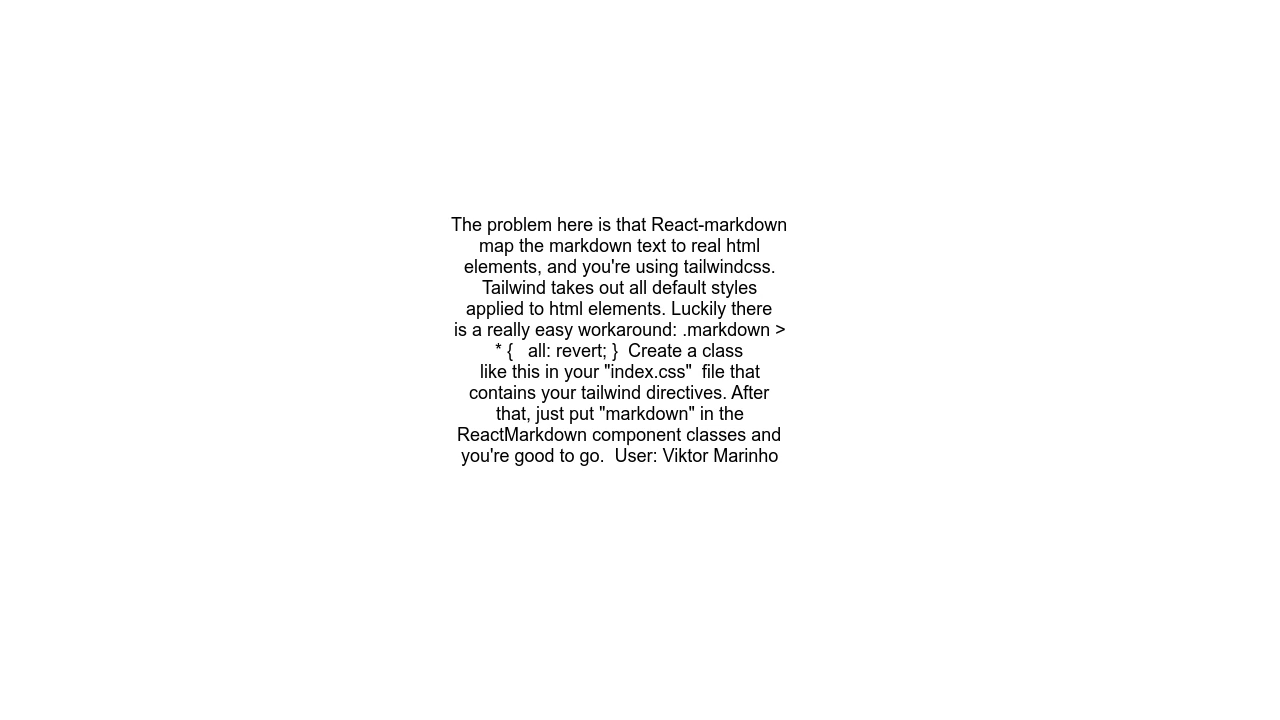 The problem here is that React-markdown
map the markdown text to real html
elements, and you're using tailwindcss.
Tailwind takes out all default styles
applied to html elements. Luckily there
is a really easy workaround: .markdown >
* {   all: revert; }  Create a class
like this in your "index.css"  file that
contains your tailwind directives. After
that, just put "markdown" in the
ReactMarkdown component classes and
you're good to go.  User: Viktor Marinho